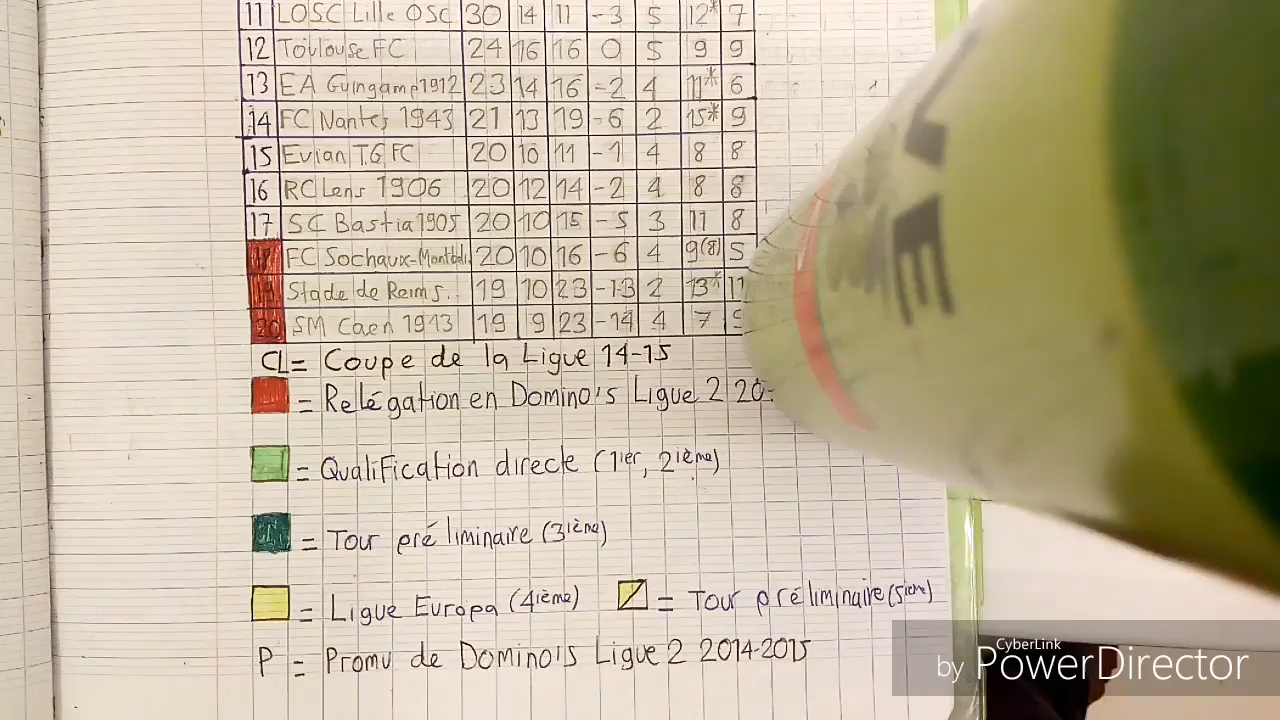 11 LOSC Lille OSC 30 14 11 -3 5 12* 7
12 Toulouse FC 24 16 16 0 5 9 9
13 EA Guingamp 1912 23 14 16 -2 4 11* 6
14 FC Nantes 1943 21 13 19 -6 2 15* 9
15 Evian T.G FC 20 10 11 -1 4 8 8
16 RC Lens 1906 20 12 14 -2 4 8 8
17 SC Bastia 1905 20 10 15 -5 3 11 8
18 FC Sochaux- 20 10 16 -6 4 9(8) 5
19 Stade de Reims. 19 10 23 -13 2 13* 11
20 SM Caen 1913 19 9 23 -14 4 7
CL = Coupe de la Ligue 14-15
= Relégation en Domino's Ligue 2 20
= Qualification directe (1ier, 2ième)
= Tour préliminaire (3ième)
= Ligue Europa (4ième) = Tour préliminaire (5ième)
P = Promu de Domino's Ligue 2 2014-2015
CyberLink
by PowerDirector